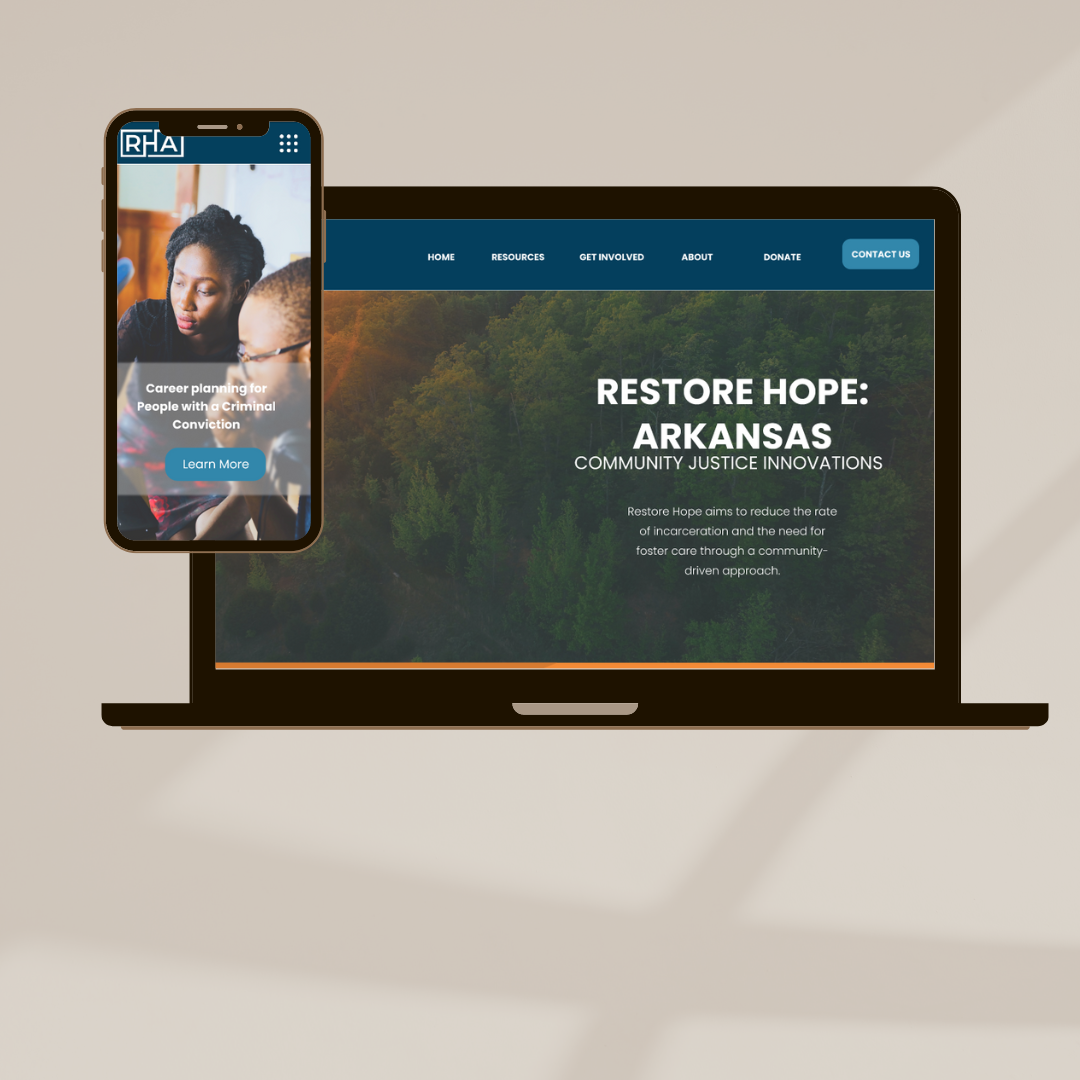 RHA
Career planning for
People with a Criminal
Conviction
Learn More
HOME RESOURCES GET INVOLVED ABOUT DONATE CONTACT US
RESTORE HOPE:
ARKANSAS
COMMUNITY JUSTICE INNOVATIONS
Restore Hope aims to reduce the rate
of incarceration and the need for
foster care through a community-
driven approach.